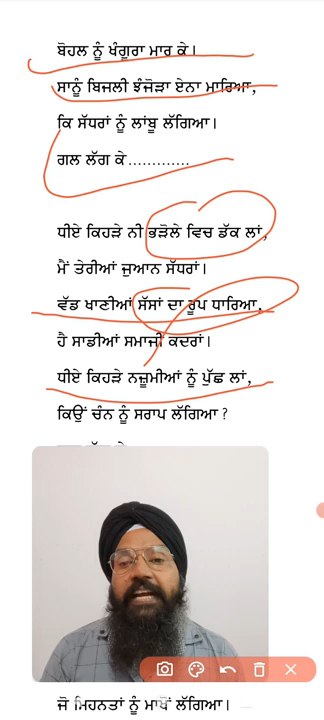 ਬੋਹਲ ਨੂੰ ਖੰਗੂਰਾ ਮਾਰ ਕੇ।
ਸਾਨੂੰ ਬਿਜਲੀ ਝੰਜੋੜਾ ਏਨਾ ਮਾਰਿਆ,
ਕਿ ਸੱਧਰਾਂ ਨੂੰ ਲਾਂਬੂ ਲੱਗਿਆ।
ਗਲ ਲੱਗ ਕੇ.............
ਧੀਏ ਕਿਹੜੇ ਨੀ ਭੜੋਲੇ ਵਿਚ ਡੱਕ ਲਾਂ,
ਮੈਂ ਤੇਰੀਆਂ ਜੁਆਨ ਸੱਧਰਾਂ।
ਵੱਢ ਖਾਣੀਆਂ ਸੱਸਾਂ ਦਾ ਰੂਪ ਧਾਰਿਆ,
ਹੈ ਸਾਡੀਆਂ ਸਮਾਜੀ ਕਦਰਾਂ।
ਧੀਏ ਕਿਹੜੇ ਨਜੂਮੀਆਂ ਨੂੰ ਪੁੱਛ ਲਾਂ,
ਕਿਉਂ ਚੰਨ ਨੂੰ ਸਰਾਪ ਲੱਗਿਆ ?
ਜੋ ਮਿਹਨਤਾਂ ਨੂੰ ਮਾਖੋਂ ਲੱਗਿਆ।